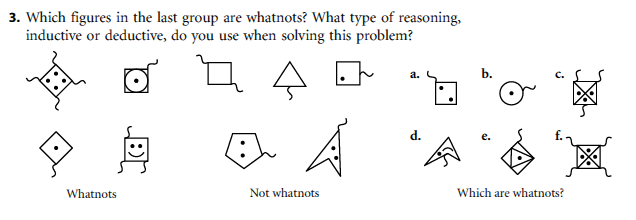 3. Which figures in the last group are whatnots? What type of reasoning,
inductive or deductive, do you use when solving this problem?
a.
b.
c.
d.
e.
f.
Whatnots
Not whatnots
Which are whatnots?